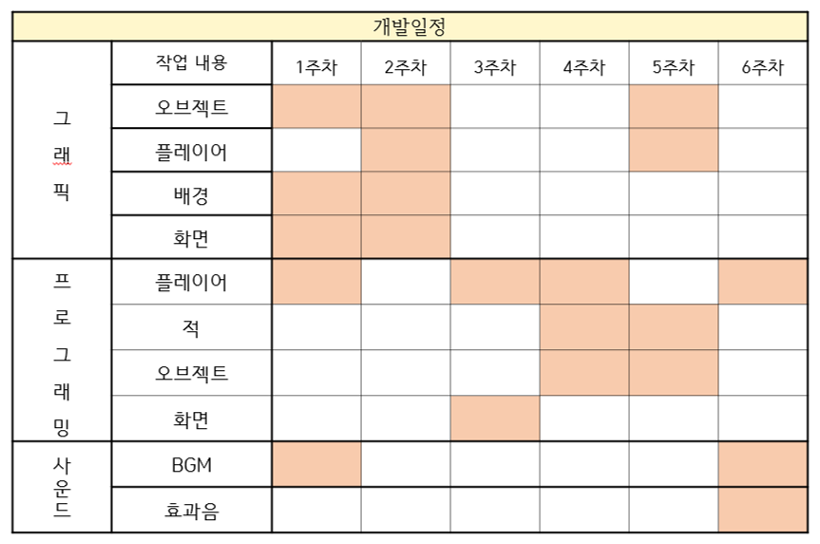 개발일정
작업 내용 1주차 2주차 3주차 4주차 5주차 6주차
그래픽
오브젝트
플레이어
배경
화면
프로그래밍
플레이어
적
오브젝트
화면
사운드
BGM
효과음